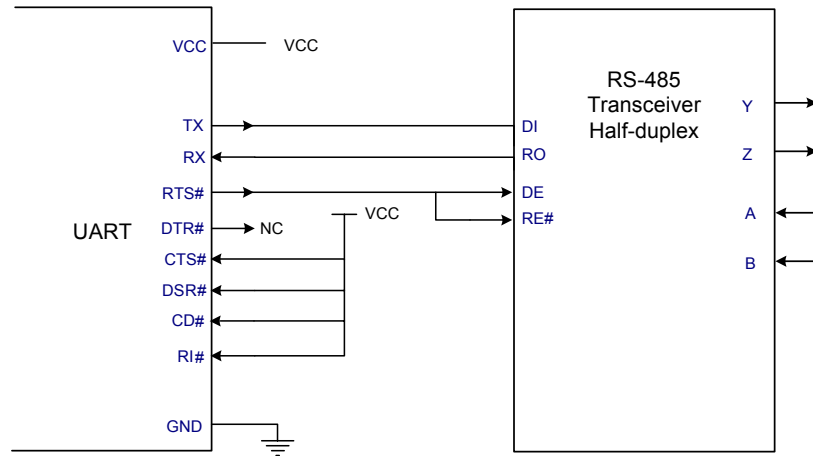 VCC
VCC
RS-485
Transceiver
Half-duplex
TX
RX
RTS#
DTR#
NC
CTS#
DSR#
CD#
RI#
GND
UART
VCC
DI
RO
DE
RE#
Y
Z
A
B